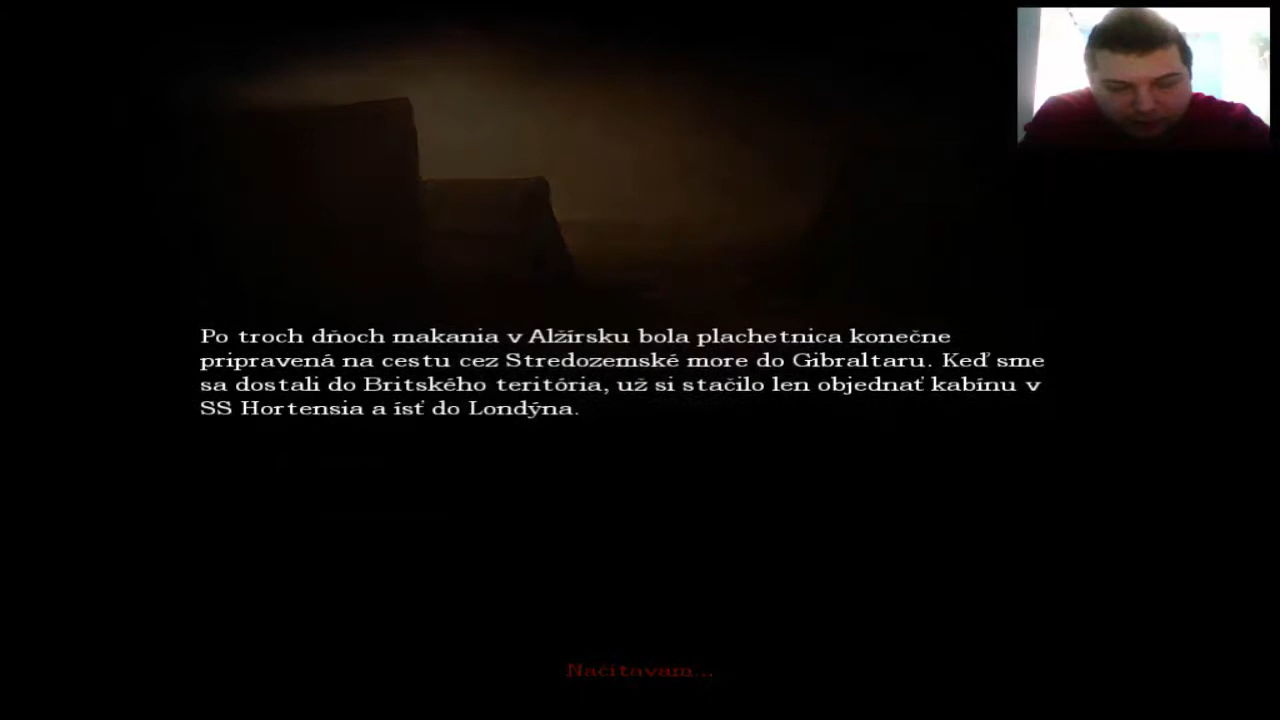 Po troch dňoch makania v Alžírsku bola plachetnica konečne
pripravená na cestu cez Stredozemské more do Gibraltaru. Keď sme
sa dostali do Britského teritória, už si stačilo len objednať kabínu v
SS Hortensia a ísť do Londýna.
Načítavam...